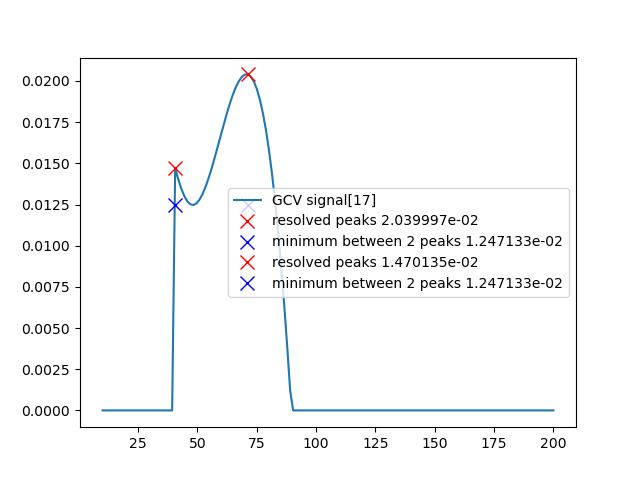 0.0200
0.0175
0.0150
0.0125
0.0100
0.0075
0.0050
0.0025
0.0000
GCV signal[17]
resolved peaks 2.039997e-02
minimum between 2 peaks 1.247133e-02
resolved peaks 1.470135e-02
minimum between 2 peaks 1.247133e-02
25 50 75 100 125 150 175 200